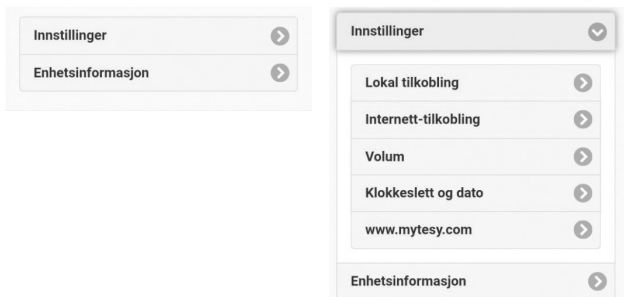 Innstillinger
Enhetsinformasjon
Innstillinger
Lokal tilkobling
Internett-tilkobling
Volum
Klokkeslett og dato
www.mytesy.com
Enhetsinformasjon